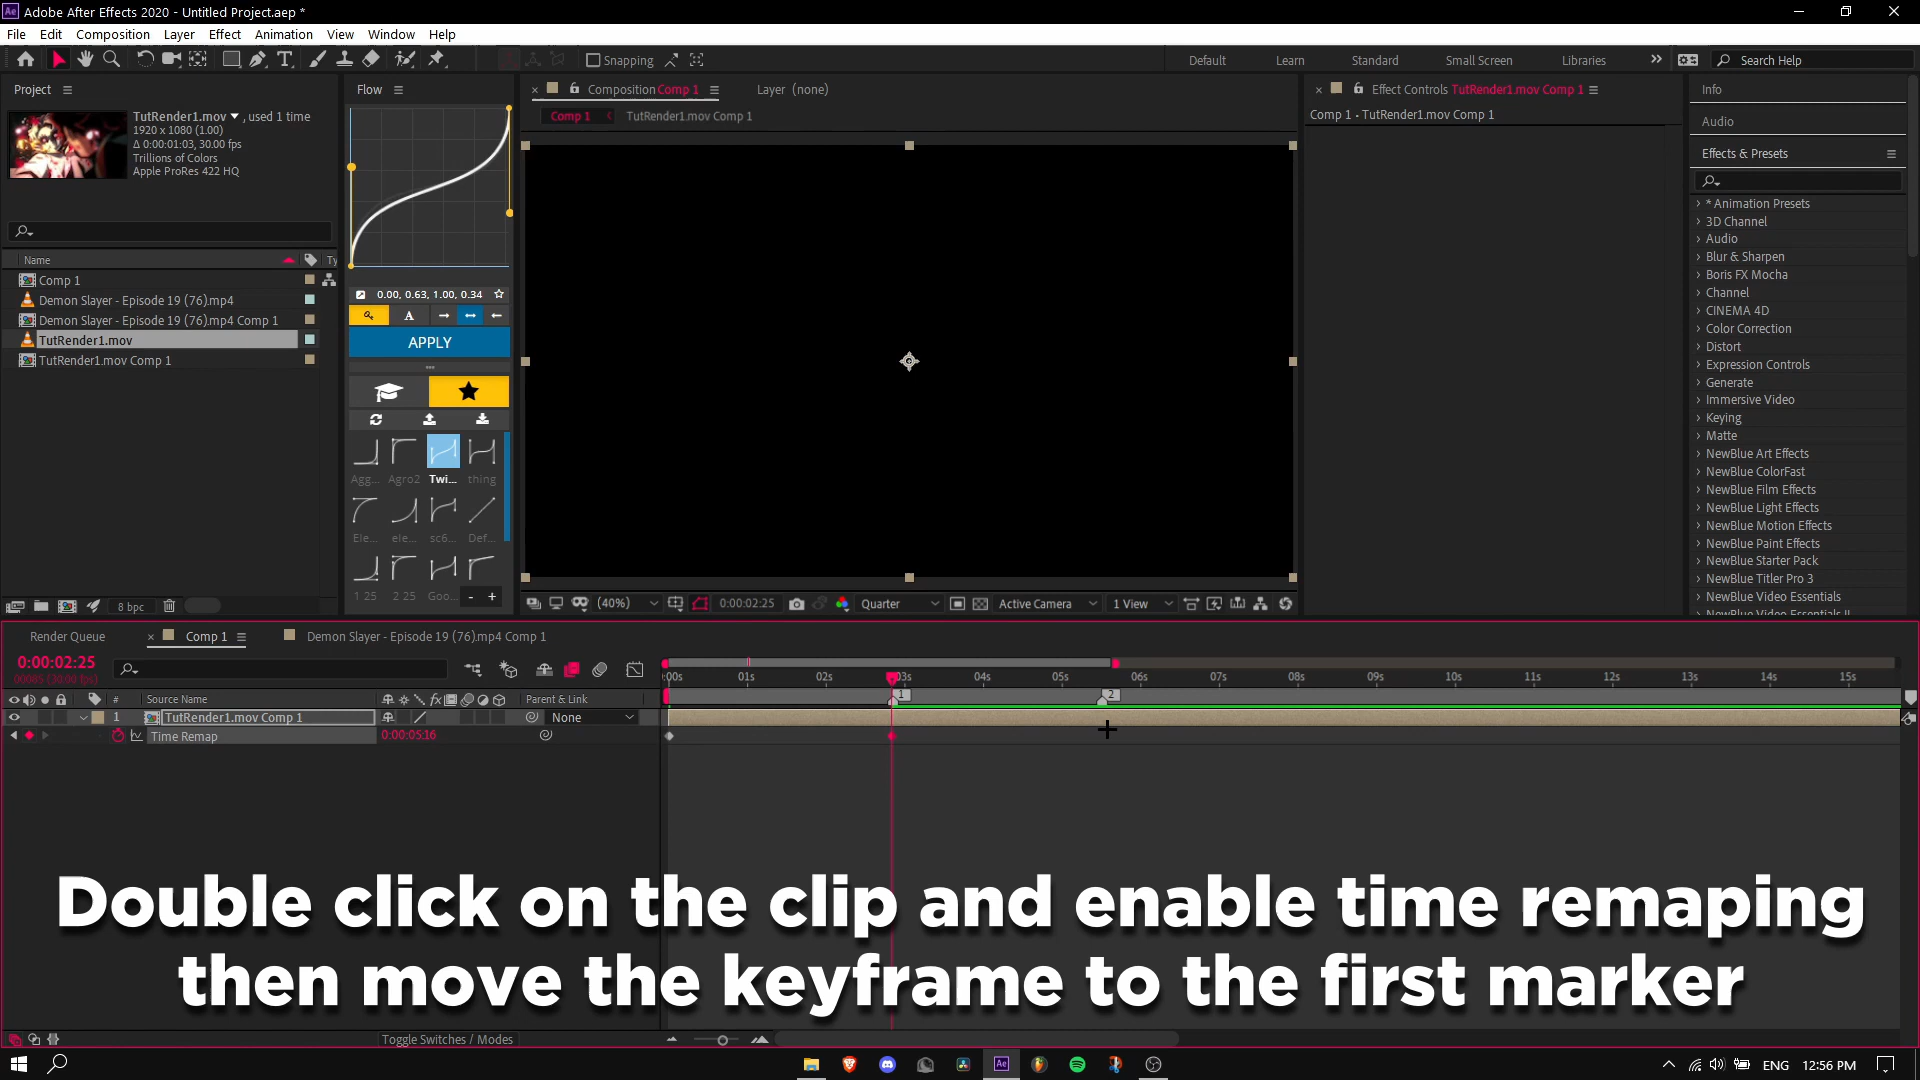 Adobe After Effects 2020 - Untitled Project.aep *
File Edit Composition Layer Effect Animation View Window Help
Snapping
Default Learn Standard Small Screen Libraries
Search Help
Project
TutRender1.mov , used 1 time
1920 x 1080 (1.00)
Δ 0:00:01:03, 30.00 fps
Trillions of Colors
Apple ProRes 422 HQ
Name
Ty
Comp 1
Demon Slayer - Episode 19 (76).mp4
Demon Slayer - Episode 19 (76).mp4 Comp 1
TutRender1.mov
TutRender1.mov Comp 1
8 bpc
Flow
0.00, 0.63, 1.00, 0.34
A
APPLY
Agg... Agro2 Twi... thing
Ele... ele... sc6... Def...
1 25 2 25 Goo...
- +
Composition Comp 1
Layer (none)
Comp 1
TutRender1.mov Comp 1
(40%)
0:00:02:25
Quarter
Active Camera
1 View
Effect Controls TutRender1.mov Comp 1
Comp 1 - TutRender1.mov Comp 1
Info
Audio
Effects & Presets
* Animation Presets
3D Channel
Audio
Blur & Sharpen
Boris FX Mocha
Channel
CINEMA 4D
Color Correction
Distort
Expression Controls
Generate
Immersive Video
Keying
Matte
NewBlue Art Effects
NewBlue ColorFast
NewBlue Film Effects
NewBlue Light Effects
NewBlue Motion Effects
NewBlue Paint Effects
NewBlue Starter Pack
NewBlue Titler Pro 3
NewBlue Video Essentials
NewBlue Video Essentials II
Render Queue
Comp 1
Demon Slayer - Episode 19 (76).mp4 Comp 1
0:00:02:25
00085 (30.00 fps)
:00s 01s 02s 03s 04s 05s 06s 07s 08s 09s 10s 11s 12s 13s 14s 15s
1 2
# Source Name
fx
Parent & Link
1 TutRender1.mov Comp 1
None
Time Remap
0:00:05:16
Double click on the clip and enable time remaping
then move the keyframe to the first marker
Toggle Switches / Modes
Ae
ENG 12:56 PM